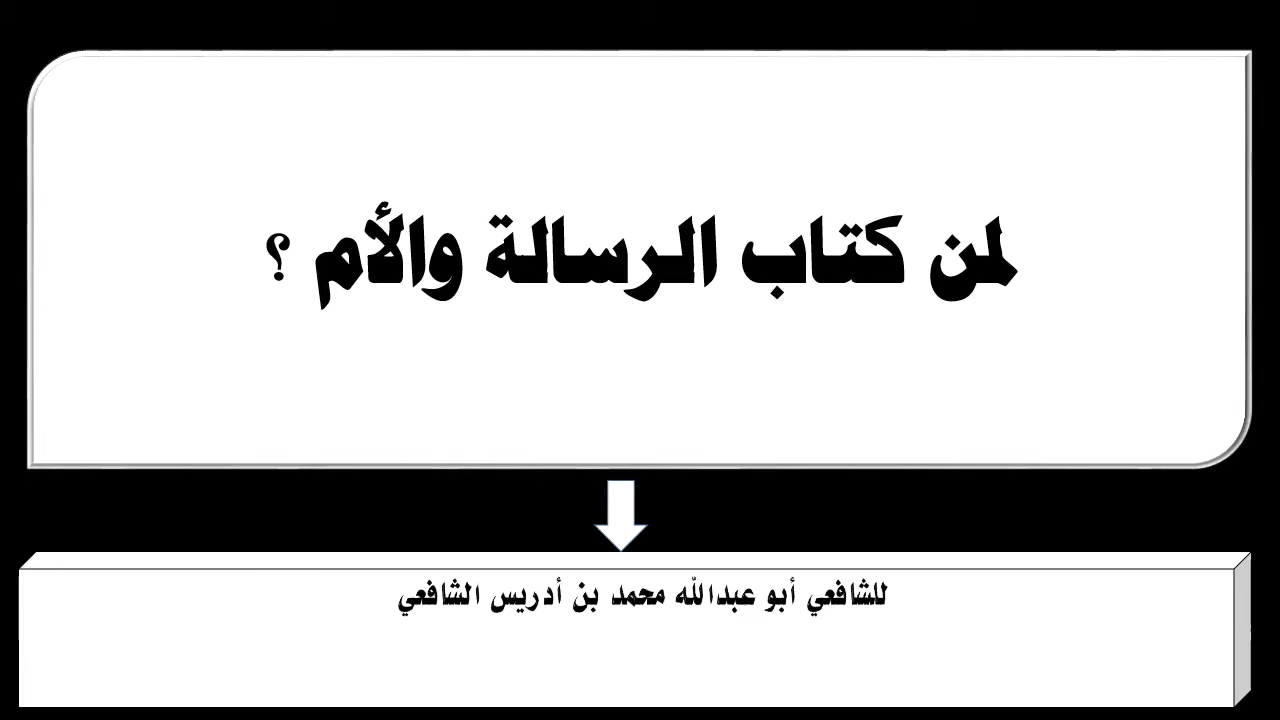 لمن كتاب الرسالة والأم ؟
للشافعي أبو عبدالله محمد بن أدريس الشافعي